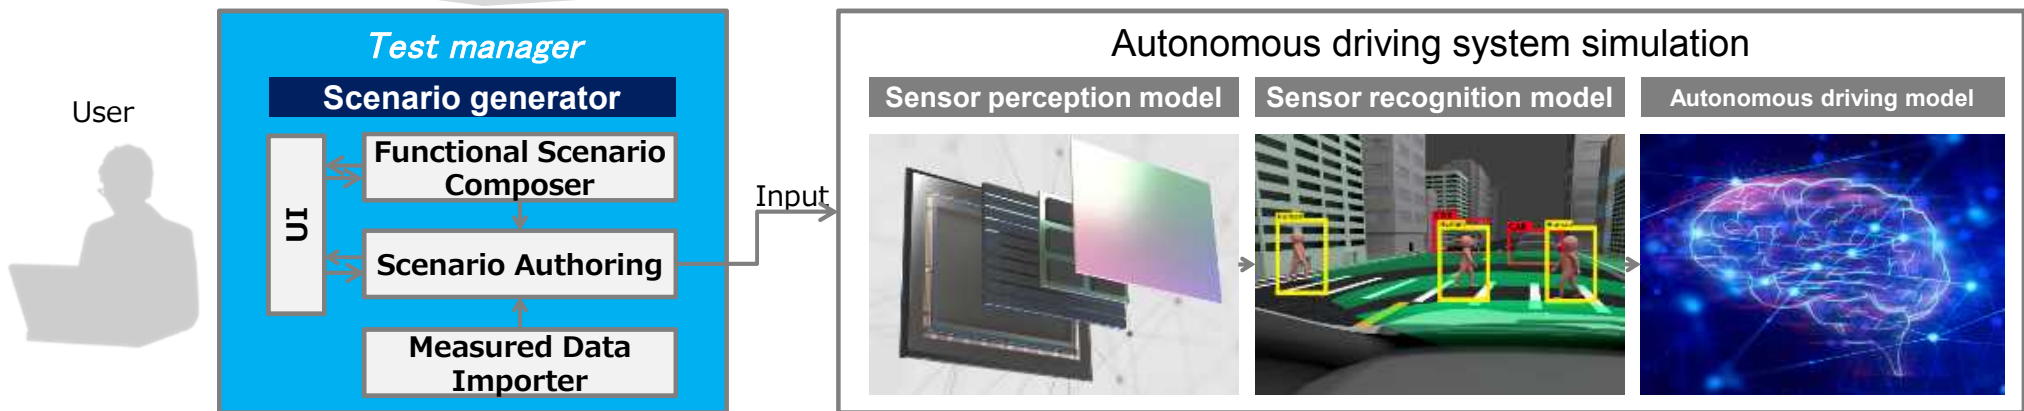 User
Test manager
Scenario generator
UI
Functional Scenario
Composer
Scenario Authoring
Measured Data
Importer
Input
Autonomous driving system simulation
Sensor perception model
Sensor recognition model
Autonomous driving model